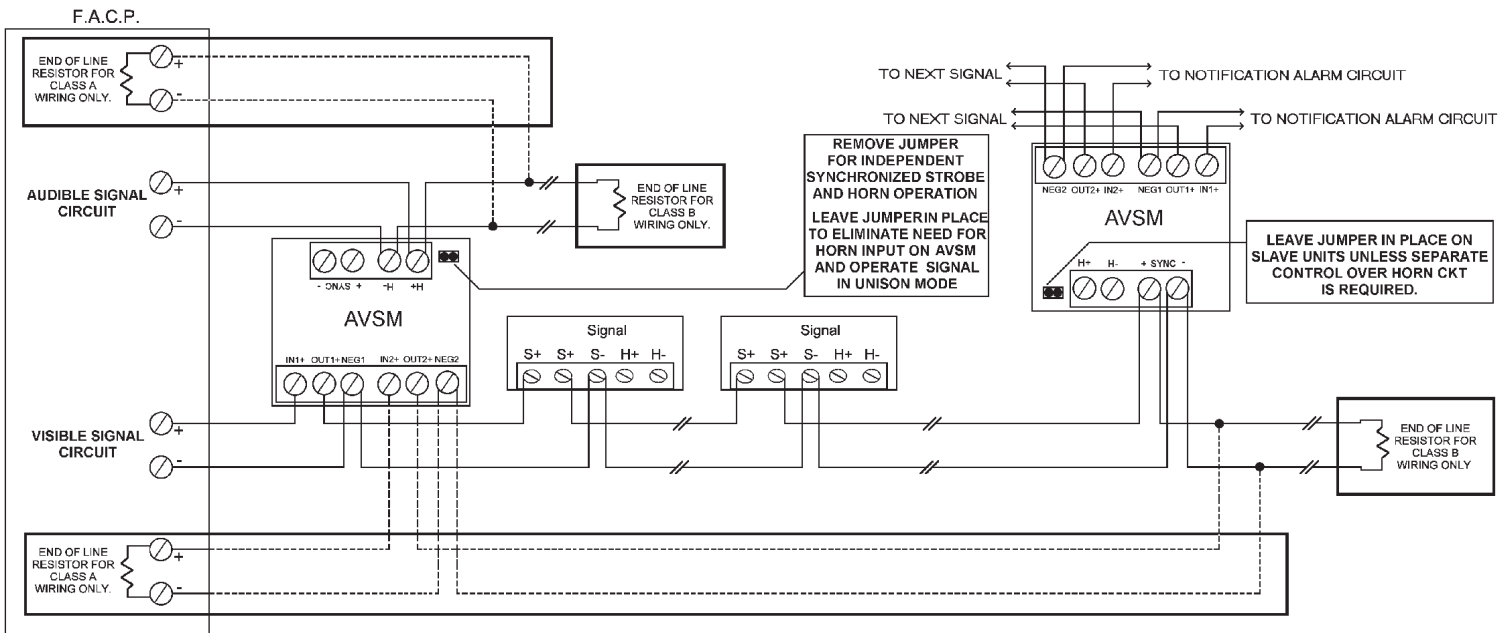 F.A.C.P.
END OF LINE
RESISTOR FOR
CLASS A
WIRING ONLY.
+
-
AUDIBLE SIGNAL
CIRCUIT
+
-
END OF LINE
RESISTOR FOR
CLASS B
WIRING ONLY.
REMOVE JUMPER
FOR INDEPENDENT
SYNCHRONIZED STROBE
AND HORN OPERATION
LEAVE JUMPER IN PLACE
TO ELIMINATE NEED FOR
HORN INPUT ON AVSM
AND OPERATE SIGNAL
IN UNISON MODE
TO NEXT SIGNAL
TO NOTIFICATION ALARM CIRCUIT
TO NEXT SIGNAL
TO NOTIFICATION ALARM CIRCUIT
NEG2 OUT2+ IN2+ NEG1 OUT1+ IN1+
AVSM
H+ H- + SYNC -
LEAVE JUMPER IN PLACE ON
SLAVE UNITS UNLESS SEPARATE
CONTROL OVER HORN CKT
IS REQUIRED.
- SYNC + H- H+
AVSM
IN1+ OUT1+ NEG1 IN2+ OUT2+ NEG2
Signal
S+ S+ S- H+ H-
Signal
S+ S+ S- H+ H-
VISIBLE SIGNAL
CIRCUIT
+
-
END OF LINE
RESISTOR FOR
CLASS B
WIRING ONLY
END OF LINE
RESISTOR FOR
CLASS A
WIRING ONLY.
+
-